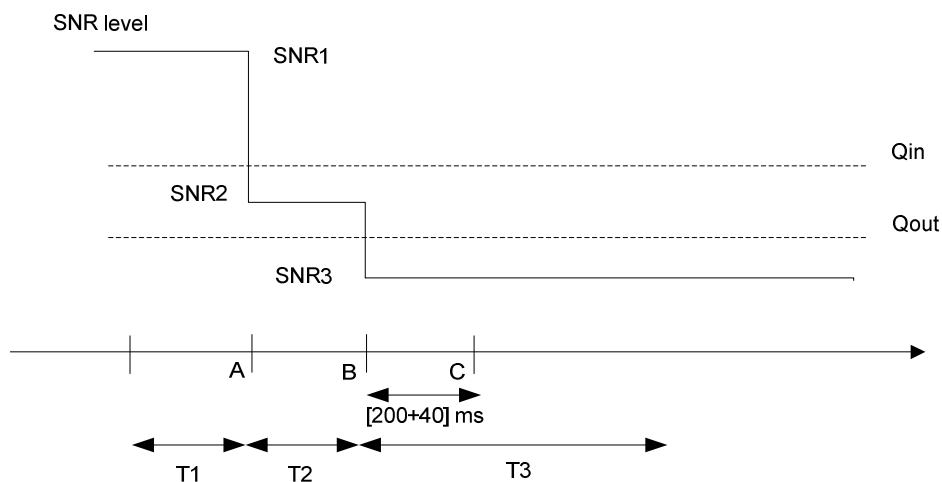 SNR level
SNR1
Qin
SNR2
Qout
SNR3
A
B
C
[200+40] ms
T1
T2
T3